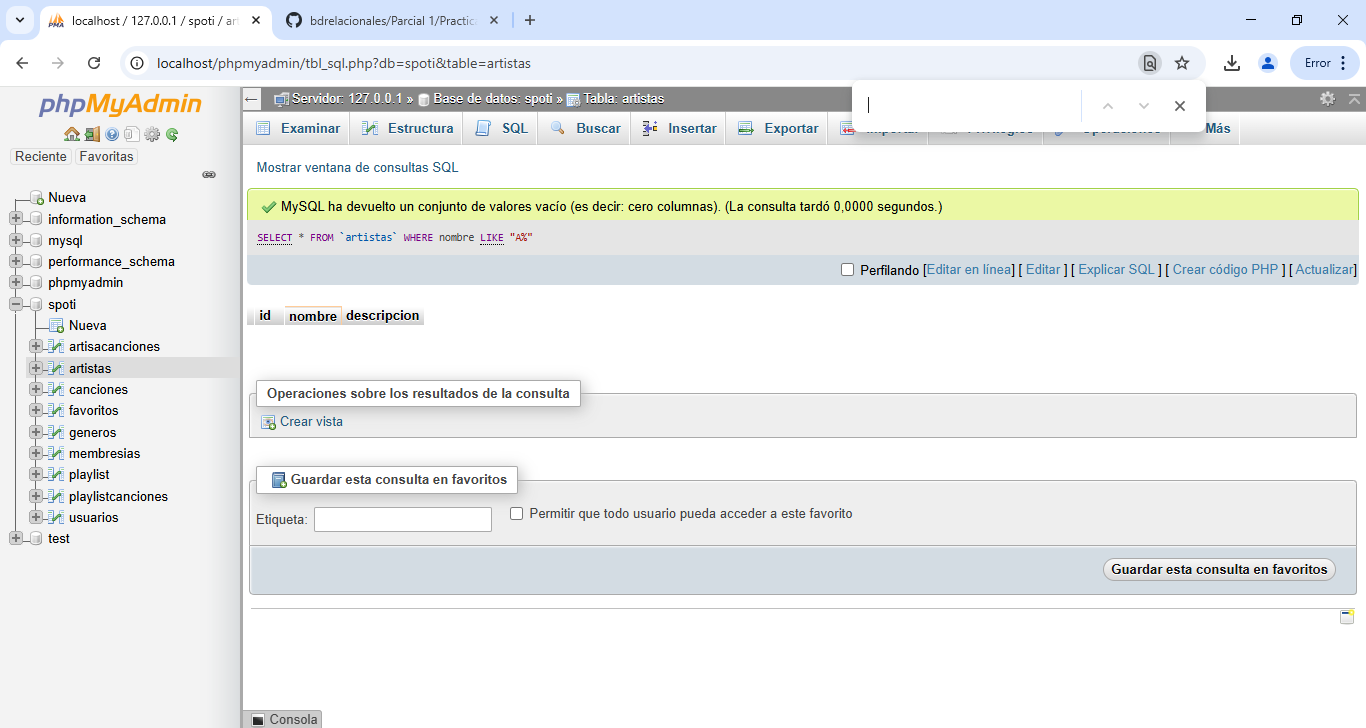 localhost / 127.0.0.1 / spoti / art
bdrelacionales/Parcial 1/Practica
localhost/phpmyadmin/tbl_sql.php?db=spoti&table=artistas
Error
phpMyAdmin
Reciente Favoritas
Nueva
information_schema
mysql
performance_schema
phpmyadmin
spoti
Nueva
artisacanciones
artistas
canciones
favoritos
generos
membresias
playlist
playlistcanciones
usuarios
test
Servidor: 127.0.0.1 » Base de datos: spoti » Tabla: artistas
Examinar Estructura SQL Buscar Insertar Exportar Más
Mostrar ventana de consultas SQL
MySQL ha devuelto un conjunto de valores vacío (es decir: cero columnas). (La consulta tardó 0,0000 segundos.)
SELECT * FROM `artistas` WHERE nombre LIKE "A%"
Perfilando [Editar en línea] [ Editar ] [ Explicar SQL ] [ Crear código PHP ] [ Actualizar]
id nombre descripcion
Operaciones sobre los resultados de la consulta
Crear vista
Guardar esta consulta en favoritos
Etiqueta: Permitir que todo usuario pueda acceder a este favorito
Guardar esta consulta en favoritos
Consola